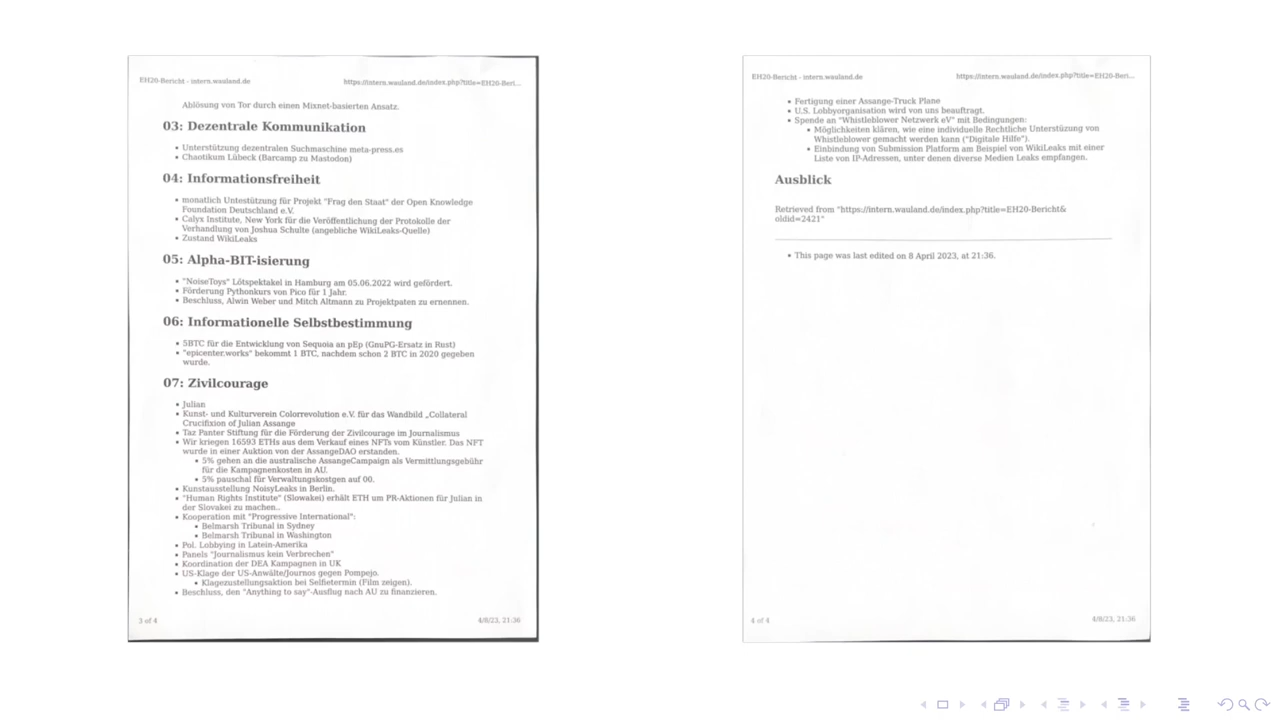 EH20-Bericht - intern.wauland.de
https://intern.wauland.de/index.php?title=EH20-Beri...
Ablösung von Tor durch einen Mixnet-basierten Ansatz.
03: Dezentrale Kommunikation
▪ Unterstützung dezentralen Suchmaschine meta-press.es
▪ Chaotikum Lübeck (Barcamp zu Mastodon)
04: Informationsfreiheit
▪ monatlich Untestützung für Projekt "Frag den Staat" der Open Knowledge
Foundation Deutschland e.V.
▪ Calyx Institute, New York für die Veröffentlichung der Protokolle der
Verhandlung von Joshua Schulte (angebliche WikiLeaks-Quelle)
▪ Zustand WikiLeaks
05: Alpha-BIT-isierung
▪ "NoiseToys" Lötspektakel in Hamburg am 05.06.2022 wird gefördert.
▪ Förderung Pythonkurs von Pico für 1 Jahr.
▪ Beschluss, Alwin Weber und Mitch Altmann zu Projektpaten zu ernennen.
06: Informationelle Selbstbestimmung
▪ 5BTC für die Entwicklung von Sequoia an pEp (GnuPG-Ersatz in Rust)
▪ "epicenter.works" bekommt 1 BTC, nachdem schon 2 BTC in 2020 gegeben
wurde.
07: Zivilcourage
▪ Julian
▪ Kunst- und Kulturverein Colorrevolution e.V. für das Wandbild „Collateral
Crucifixion of Julian Assange
▪ Taz Panter Stiftung für die Förderung der Zivilcourage im Journalismus
▪ Wir kriegen 16593 ETHs aus dem Verkauf eines NFTs vom Künstler. Das NFT
wurde in einer Auktion von der AssangeDAO erstanden.
▪ 5% gehen an die australische AssangeCampaign als Vermittlungsgebühr
für die Kampagnenkosten in AU.
▪ 5% pauschal für Verwaltungskostgen auf 00.
▪ Kunstausstellung NoisyLeaks in Berlin.
▪ "Human Rights Institute" (Slowakei) erhält ETH um PR-Aktionen für Julian in
der Slovakei zu machen..
▪ Kooperation mit "Progressive International":
▪ Belmarsh Tribunal in Sydney
▪ Belmarsh Tribunal in Washington
▪ Pol. Lobbying in Latein-Amerika
▪ Panels "Journalismus kein Verbrechen"
▪ Koordination der DEA Kampagnen in UK
▪ US-Klage der US-Anwälte/Journos gegen Pompejo.
▪ Klagezustellungsaktion bei Selfietermin (Film zeigen).
▪ Beschluss, den "Anything to say"-Ausflug nach AU zu finanzieren.
3 of 4
4/8/23, 21:36
EH20-Bericht - intern.wauland.de
https://intern.wauland.de/index.php?title=EH20-Beri...
▪ Fertigung einer Assange-Truck Plane
▪ U.S. Lobbyorganisation wird von uns beauftragt.
▪ Spende an "Whistleblower Netzwerk eV" mit Bedingungen:
▪ Möglichkeiten klären, wie eine individuelle Rechtliche Unterstüzung von
Whistleblower gemacht werden kann ("Digitale Hilfe").
▪ Einbindung von Submission Platform am Beispiel von WikiLeaks mit einer
Liste von IP-Adressen, unter denen diverse Medien Leaks empfangen.
Ausblick
Retrieved from "https://intern.wauland.de/index.php?title=EH20-Bericht&
oldid=2421"
▪ This page was last edited on 8 April 2023, at 21:36.
4 of 4
4/8/23, 21:36